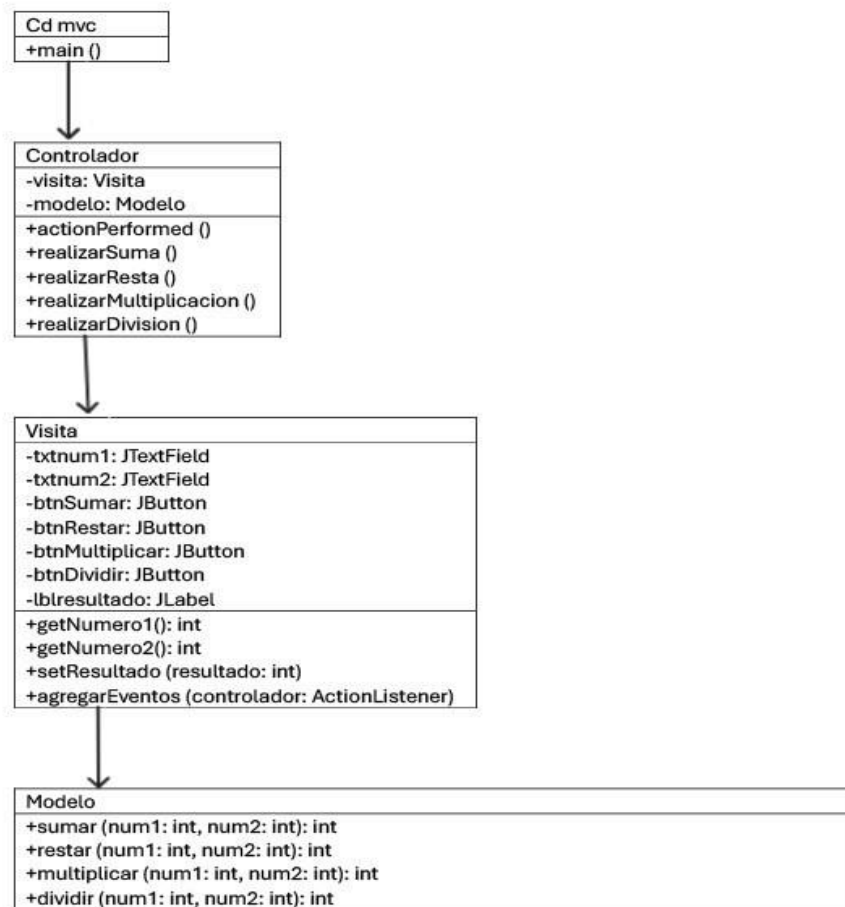 Cd mvc
+main ()
Controlador
-visita: Visita
-modelo: Modelo
+actionPerformed ()
+realizarSuma ()
+realizarResta ()
+realizarMultiplicacion ()
+realizarDivision ()
Visita
-txtnum1: JTextField
-txtnum2: JTextField
-btnSumar: JButton
-btnRestar: JButton
-btnMultiplicar: JButton
-btnDividir: JButton
-lblresultado: JLabel
+getNumero1(): int
+getNumero2(): int
+setResultado (resultado: int)
+agregarEventos (controlador: ActionListener)
Modelo
+sumar (num1: int, num2: int): int
+restar (num1: int, num2: int): int
+multiplicar (num1: int, num2: int): int
+dividir (num1: int, num2: int): int